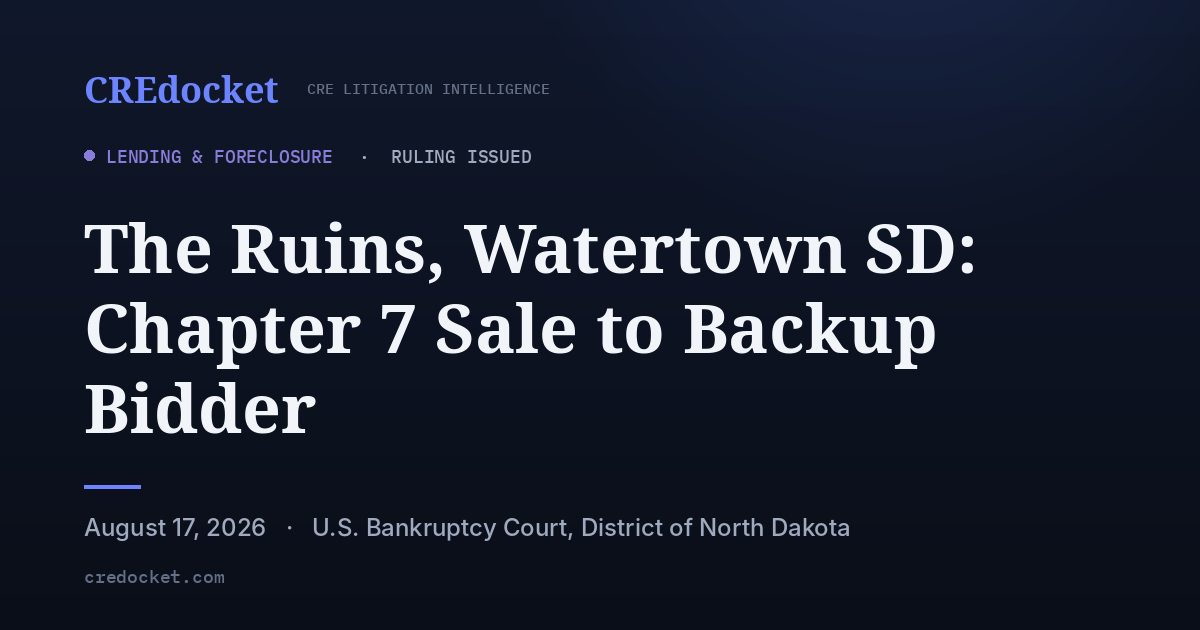 CREdocket CRE LITIGATION INTELLIGENCE
LENDING & FORECLOSURE · RULING ISSUED
The Ruins, Watertown SD:
Chapter 7 Sale to Backup
Bidder
August 17, 2026 · U.S. Bankruptcy Court, District of North Dakota
credocket.com